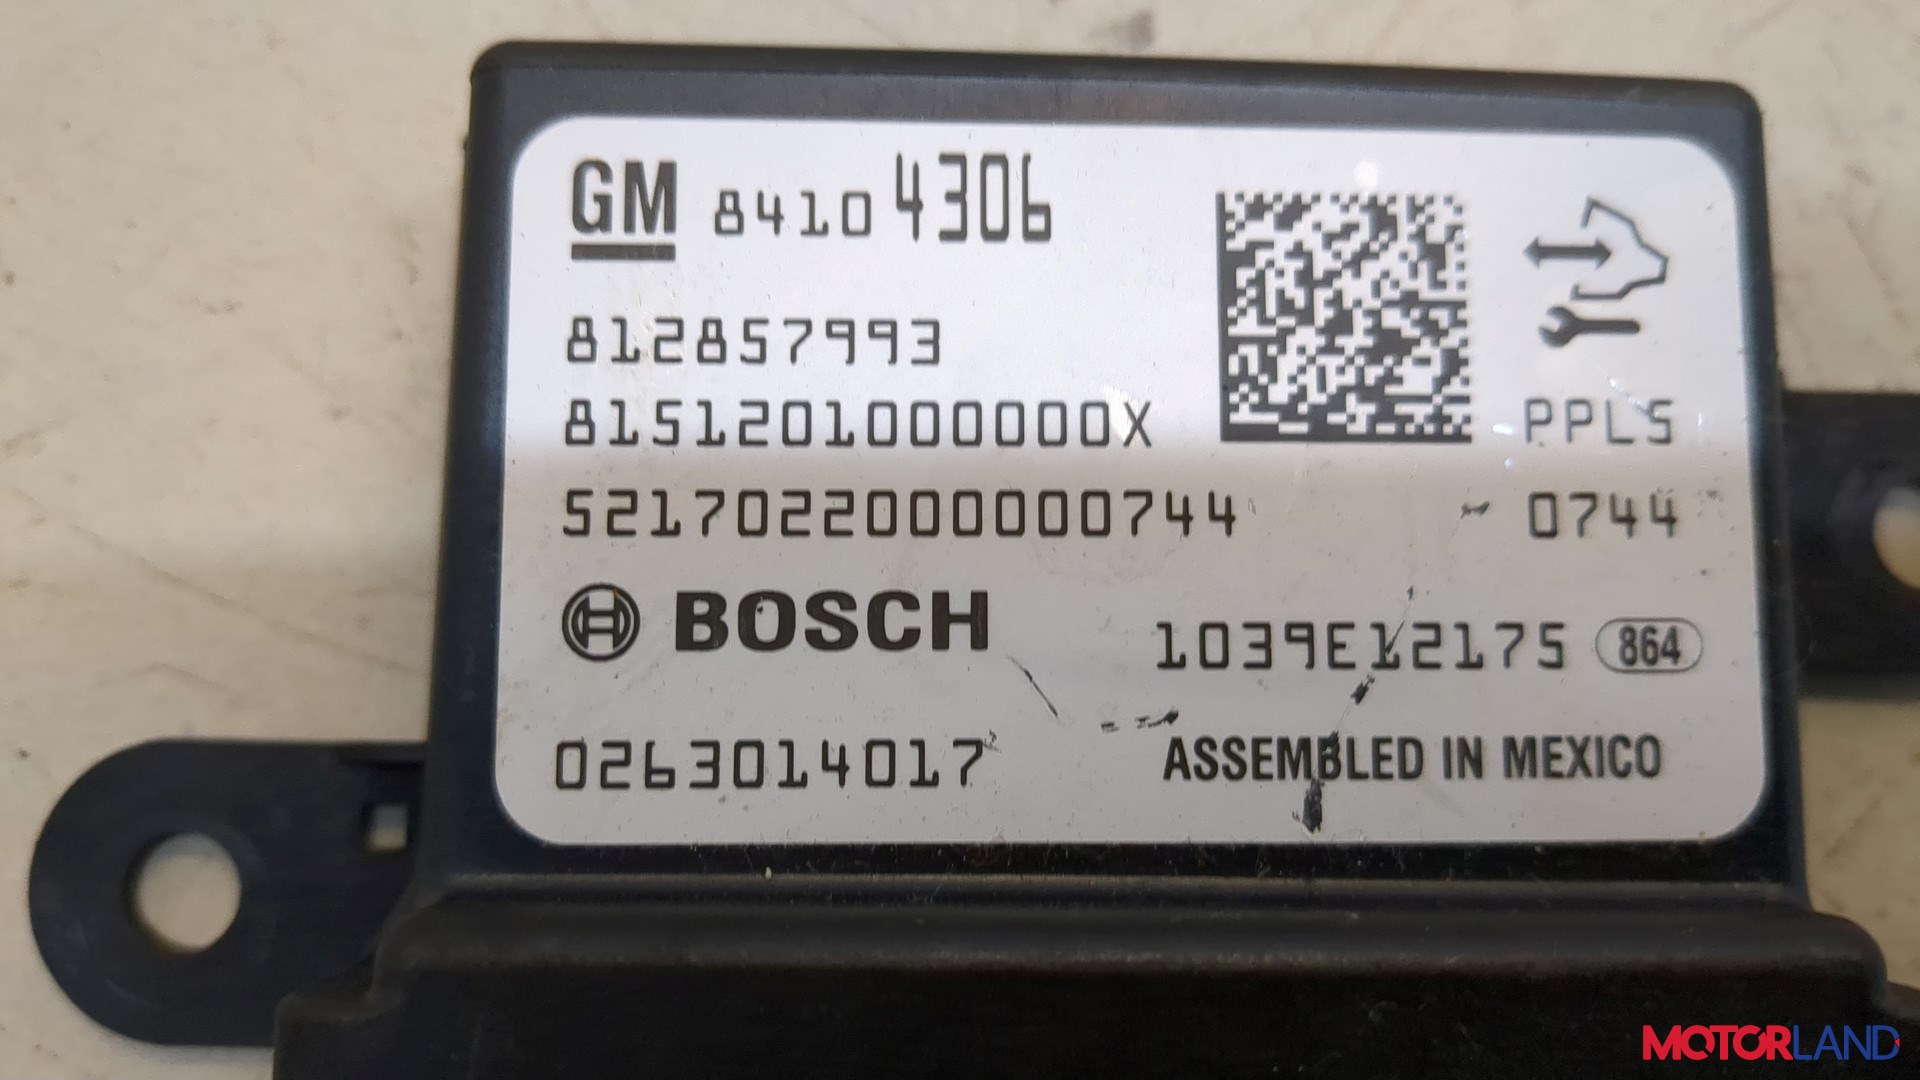 GM 84104306
812857993
8151201000000X
5217022000000744 0744
PPLS
BOSCH
1039E12175 864
0263014017
ASSEMBLED IN MEXICO
MOTORLAND